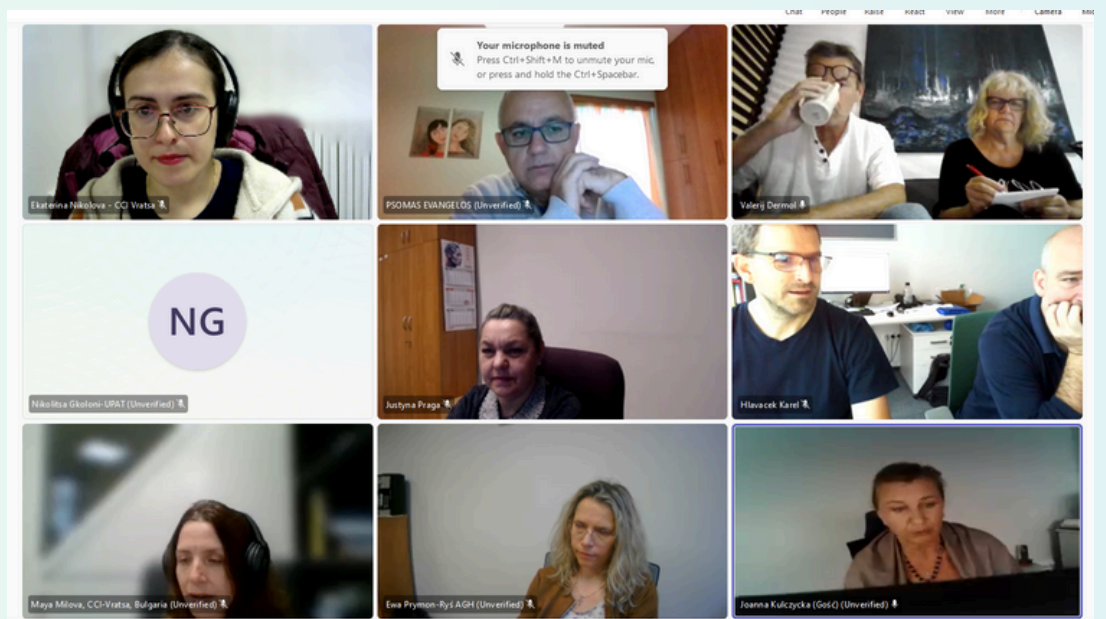 Chat People Raise React View More Camera Mic
Your microphone is muted
Press Ctrl+Shift+M to unmute your mic,
or press and hold the Ctrl+Spacebar.
Ekaterina Nikolova - CCI Vratsa
PSOMAS EVANGELOS (Unverified)
Valerij Dermol
NG
Nikolitsa Gkoloni-UPAT (Unverified)
Justyna Praga
Hlavacek Karel
Maya Milova, CCI-Vratsa, Bulgaria (Unverified)
Ewa Prymon-Ryś AGH (Unverified)
Joanna Kulczycka (Gość) (Unverified)